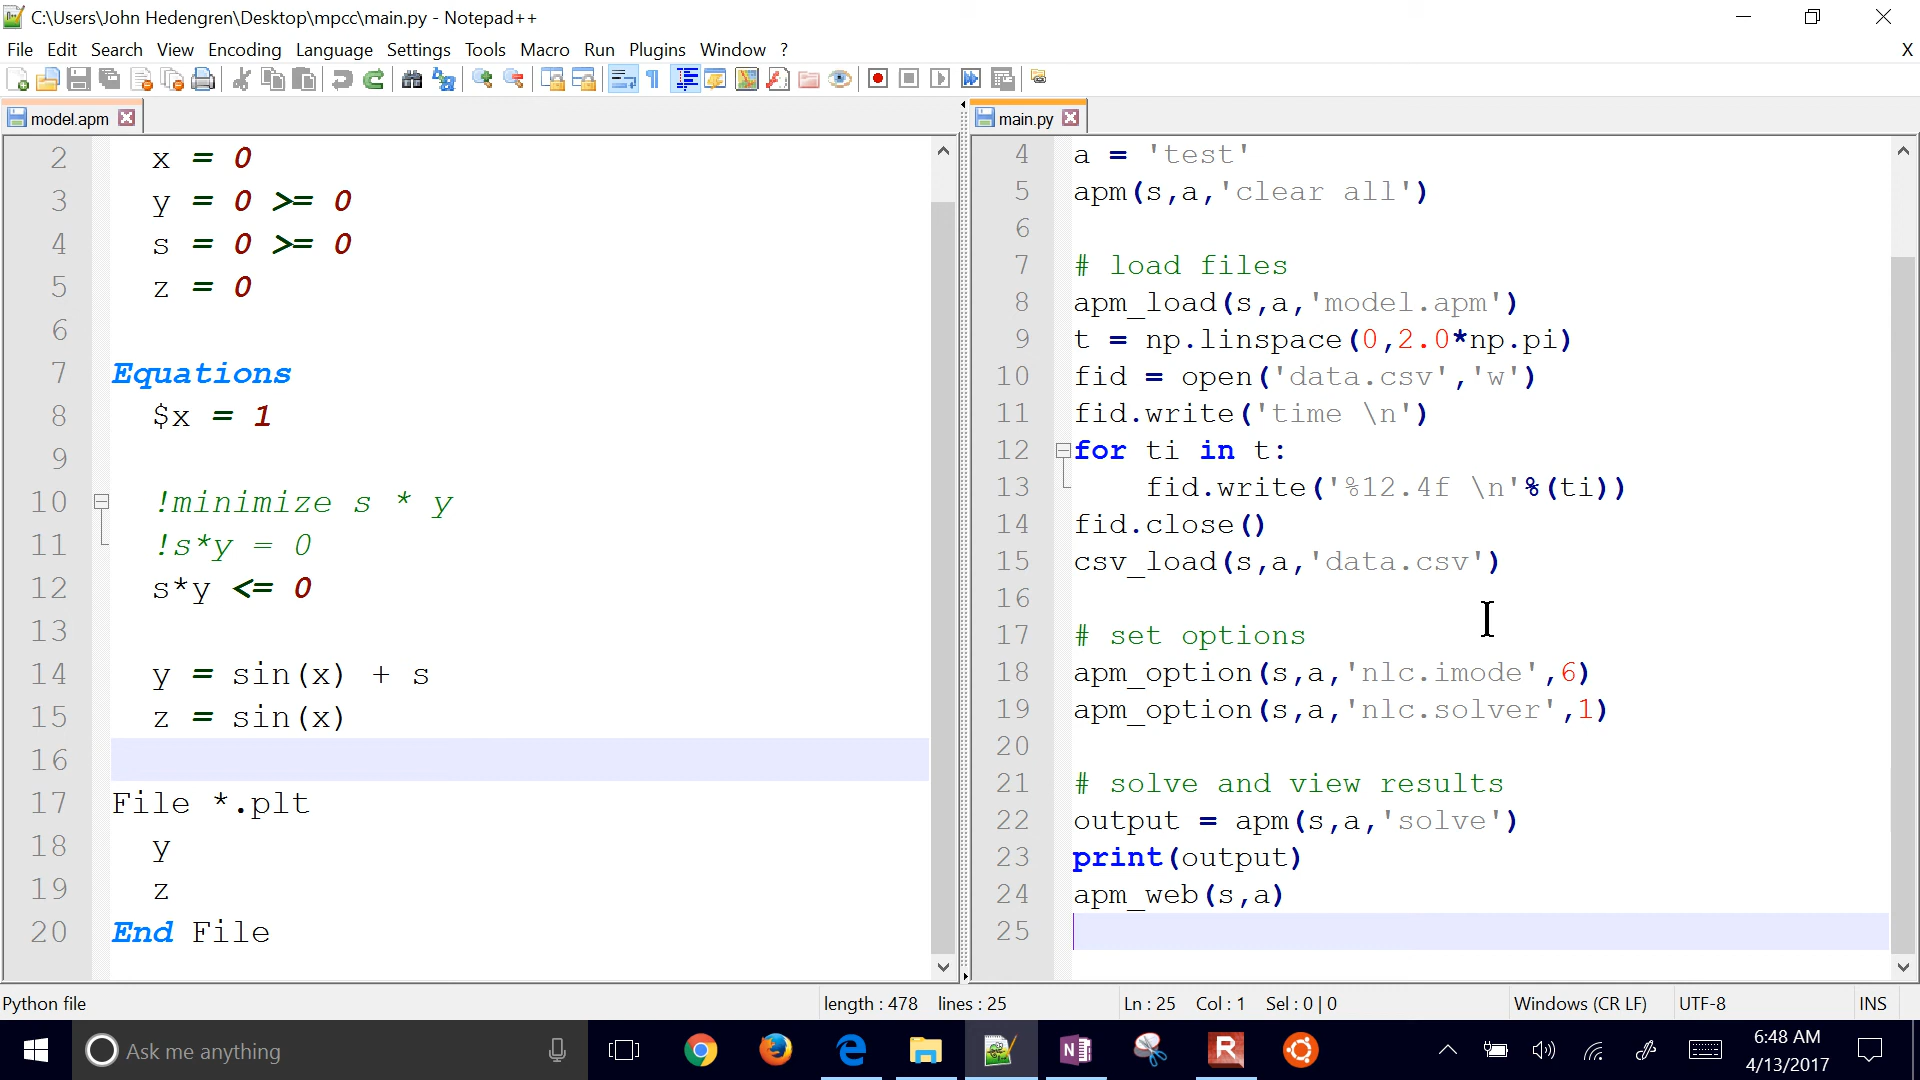 C:\Users\John Hedengren\Desktop\mpcc\main.py - Notepad++
File Edit Search View Encoding Language Settings Tools Macro Run Plugins Window ?
X
model.apm
2 x = 0
3 y = 0 >= 0
4 s = 0 >= 0
5 z = 0
6
7 Equations
8 $x = 1
9
10 !minimize s * y
11 !s*y = 0
12 s*y <= 0
13
14 y = sin(x) + s
15 z = sin(x)
16
17 File *.plt
18 y
19 z
20 End File
main.py
4 a = 'test'
5 apm(s,a,'clear all')
6
7 # load files
8 apm_load(s,a,'model.apm')
9 t = np.linspace(0,2.0*np.pi)
10 fid = open('data.csv','w')
11 fid.write('time \n')
12 for ti in t:
13 fid.write('%12.4f \n'%(ti))
14 fid.close()
15 csv_load(s,a,'data.csv')
16
17 # set options
18 apm_option(s,a,'nlc.imode',6)
19 apm_option(s,a,'nlc.solver',1)
20
21 # solve and view results
22 output = apm(s,a,'solve')
23 print(output)
24 apm_web(s,a)
25
Python file
length : 478 lines : 25
Ln : 25 Col : 1 Sel : 0 | 0
Windows (CR LF)
UTF-8
INS
Ask me anything
6:48 AM
4/13/2017